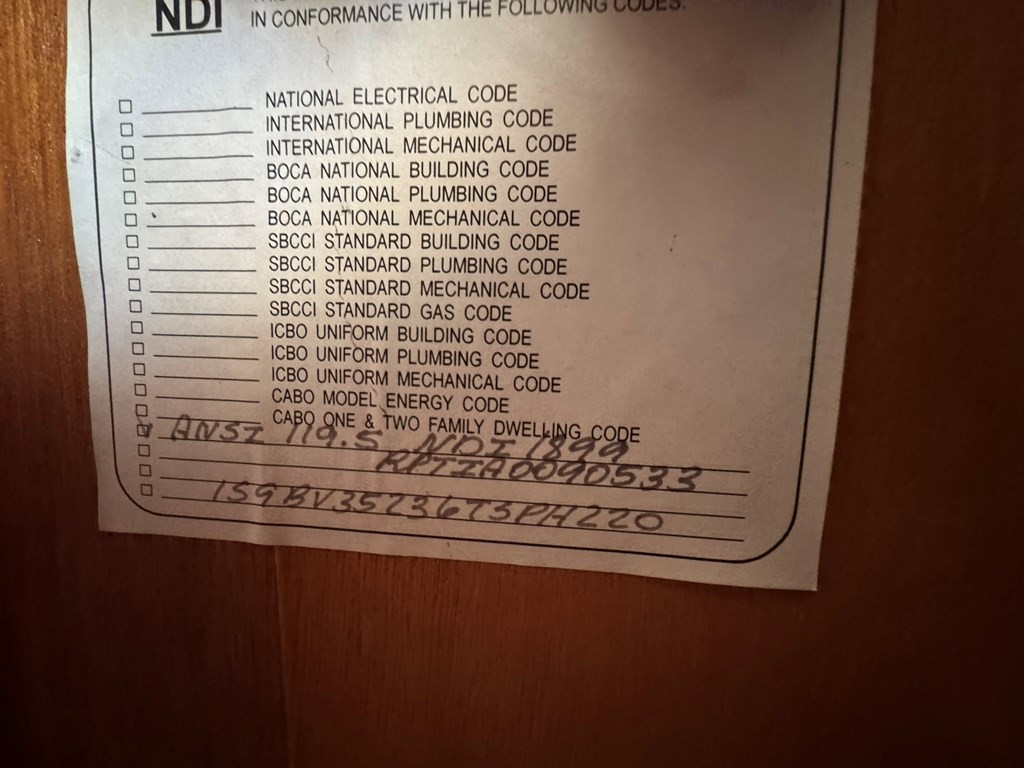 NDI
IN CONFORMANCE WITH THE FOLLOWING CODES:
NATIONAL ELECTRICAL CODE
INTERNATIONAL PLUMBING CODE
INTERNATIONAL MECHANICAL CODE
BOCA NATIONAL BUILDING CODE
BOCA NATIONAL PLUMBING CODE
BOCA NATIONAL MECHANICAL CODE
SBCCI STANDARD BUILDING CODE
SBCCI STANDARD PLUMBING CODE
SBCCI STANDARD MECHANICAL CODE
SBCCI STANDARD GAS CODE
ICBO UNIFORM BUILDING CODE
ICBO UNIFORM PLUMBING CODE
ICBO UNIFORM MECHANICAL CODE
CABO MODEL ENERGY CODE
CABO ONE & TWO FAMILY DWELLING CODE
ANSI 119.5 NDI 1899
RPTIA0090533
1S9BV35236T3PH220